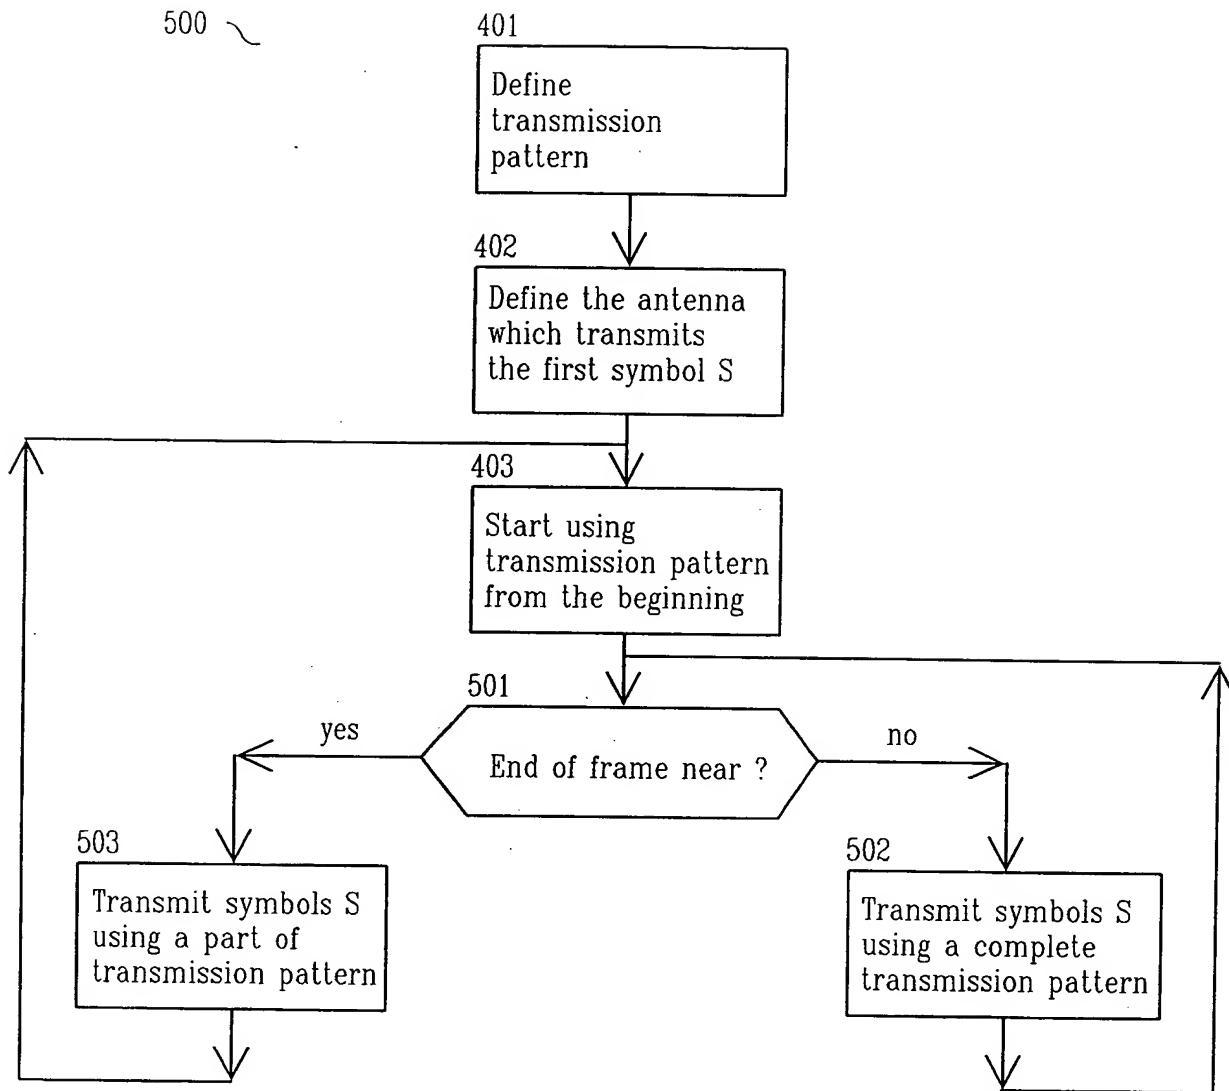 500
401
Define
transmission
pattern
402
Define the antenna
which transmits
the first symbol S
403
Start using
transmission pattern
from the beginning
501
yes
no
End of frame near ?
503
Transmit symbols S
using a part of
transmission pattern
502
Transmit symbols S
using a complete
transmission pattern